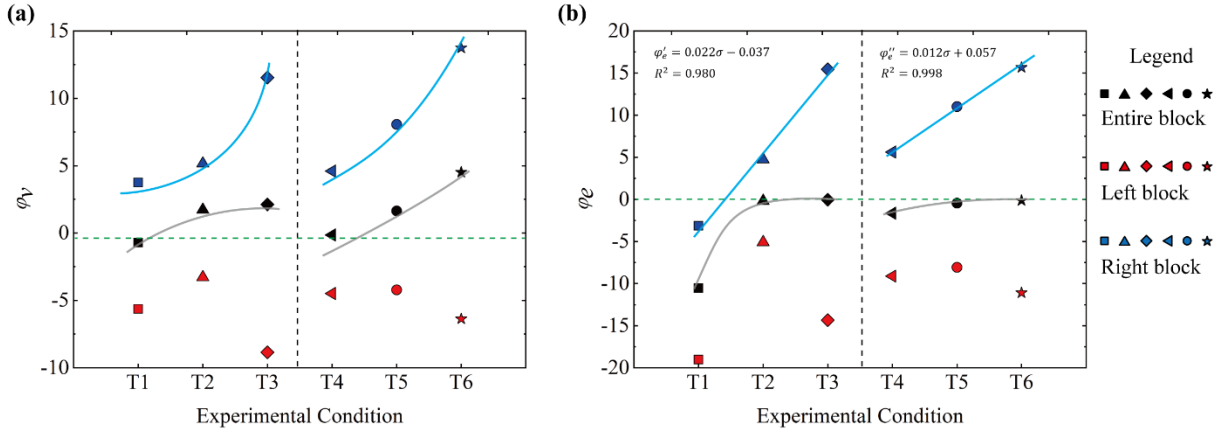 (a)
15
10
5
0
-5
-10
φv
T1 T2 T3 T4 T5 T6
Experimental Condition
(b)
20
15
10
5
0
-5
-10
-15
-20
φe
φe′ = 0.022σ − 0.037
R² = 0.980
φe′′ = 0.012σ + 0.057
R² = 0.998
T1 T2 T3 T4 T5 T6
Experimental Condition
Legend
Entire block
Left block
Right block